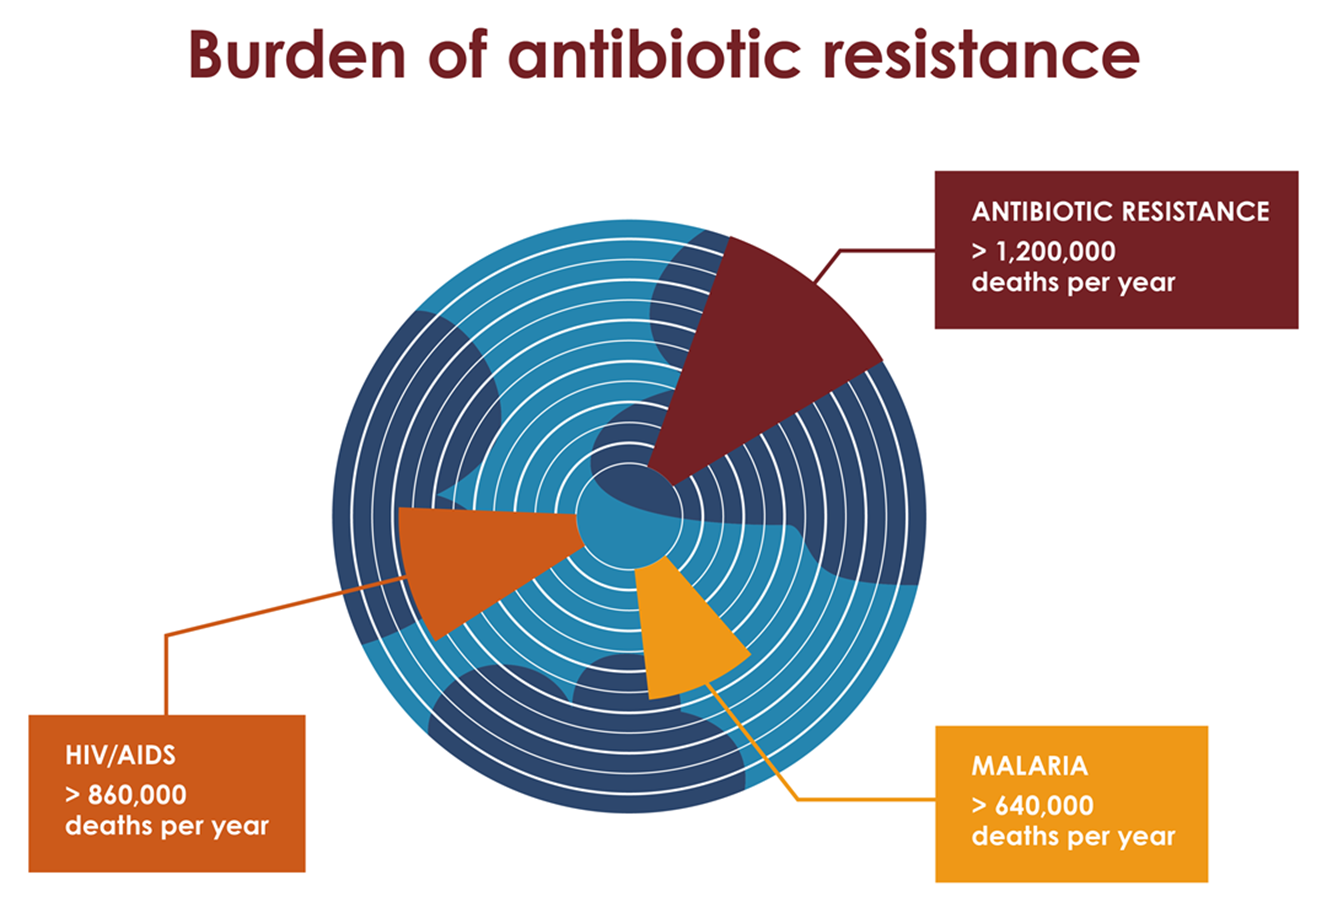 Burden of antibiotic resistance
ANTIBIOTIC RESISTANCE
> 1,200,000
deaths per year
HIV/AIDS
> 860,000
deaths per year
MALARIA
> 640,000
deaths per year